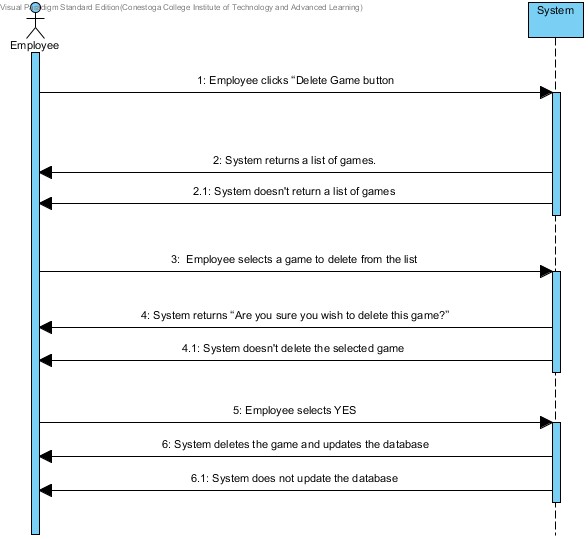 Visual Paradigm Standard Edition(Conestoga College Institute of Technology and Advanced Learning)
System
Employee
1: Employee clicks "Delete Game button
2: System returns a list of games.
2.1: System doesn't return a list of games
3:  Employee selects a game to delete from the list
4: System returns "Are you sure you wish to delete this game?"
4.1: System doesn't delete the selected game
5: Employee selects YES
6: System deletes the game and updates the database
6.1: System does not update the database